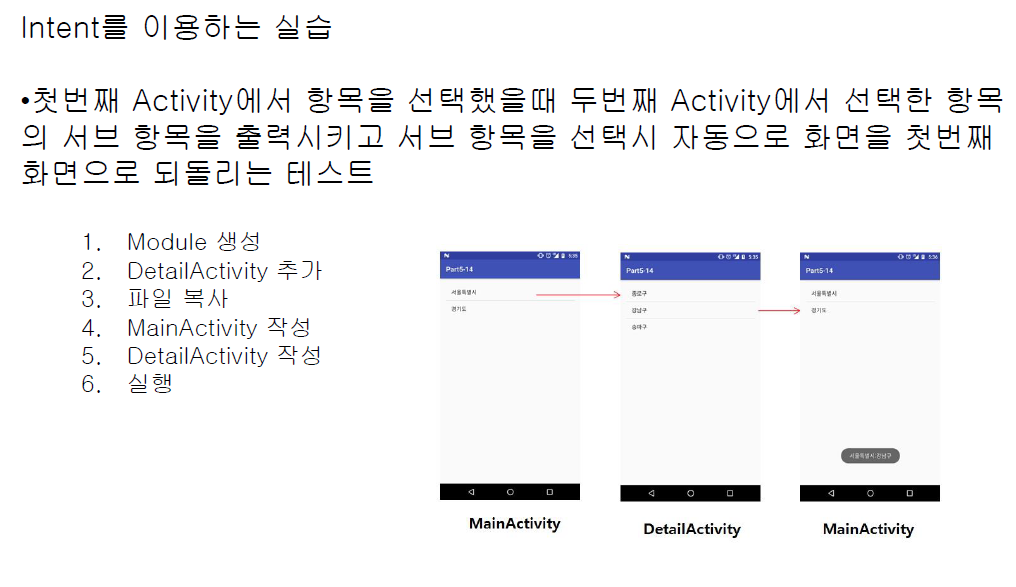 Intent를 이용하는 실습
•첫번째 Activity에서 항목을 선택했을때 두번째 Activity에서 선택한 항목
의 서브 항목을 출력시키고 서브 항목을 선택시 자동으로 화면을 첫번째
화면으로 되돌리는 테스트
1. Module 생성
2. DetailActivity 추가
3. 파일 복사
4. MainActivity 작성
5. DetailActivity 작성
6. 실행
5:35
Part5-14
서울특별시
경기도
MainActivity
5:35
Part5-14
종로구
강남구
송파구
DetailActivity
5:36
Part5-14
서울특별시
경기도
서울특별시:강남구
MainActivity